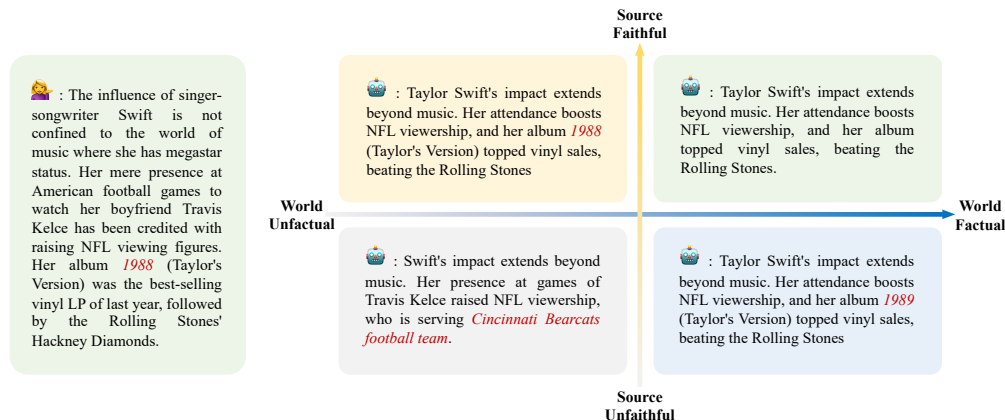 Source
Faithful
: The influence of singer-
songwriter Swift is not
confined to the world of
music where she has megastar
status. Her mere presence at
American football games to
watch her boyfriend Travis
Kelce has been credited with
raising NFL viewing figures.
Her album 1988 (Taylor's
Version) was the best-selling
vinyl LP of last year, followed
by the Rolling Stones'
Hackney Diamonds.
: Taylor Swift's impact extends
beyond music. Her attendance boosts
NFL viewership, and her album 1988
(Taylor's Version) topped vinyl sales,
beating the Rolling Stones
: Taylor Swift's impact extends
beyond music. Her attendance boosts
NFL viewership, and her album
topped vinyl sales, beating the
Rolling Stones.
World
Unfactual
World
Factual
: Swift's impact extends beyond
music. Her presence at games of
Travis Kelce raised NFL viewership,
who is serving Cincinnati Bearcats
football team.
: Taylor Swift's impact extends
beyond music. Her attendance boosts
NFL viewership, and her album 1989
(Taylor's Version) topped vinyl sales,
beating the Rolling Stones
Source
Unfaithful